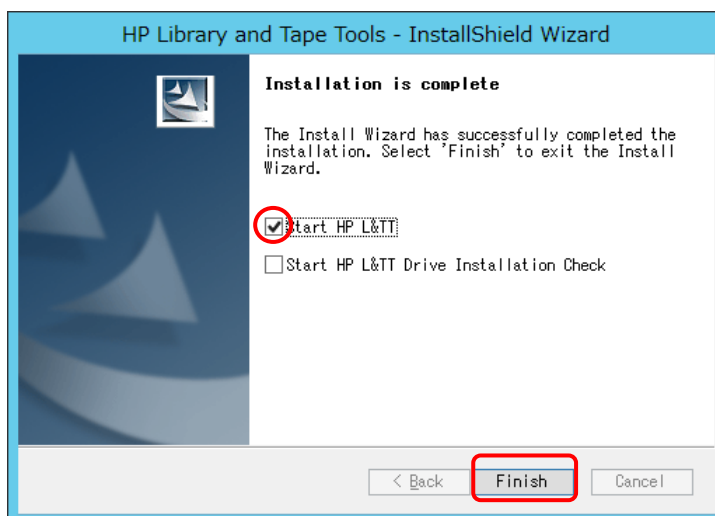 HP Library and Tape Tools - InstallShield Wizard
Installation is complete
The Install Wizard has successfully completed the
installation. Select 'Finish' to exit the Install
Wizard.
Start HP L&TT
Start HP L&TT Drive Installation Check
< Back
Finish
Cancel